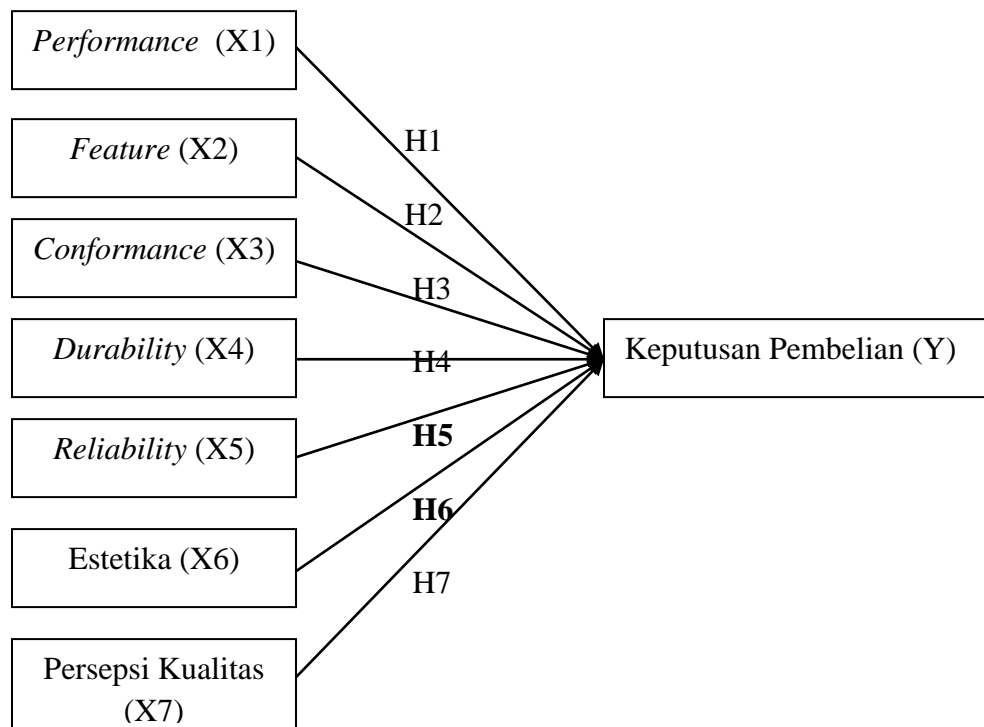 Performance (X1)
H1
Feature (X2)
H2
Conformance (X3)
H3
Durability (X4)
H4
Keputusan Pembelian (Y)
Reliability (X5)
H5
H6
Estetika (X6)
H7
Persepsi Kualitas
(X7)